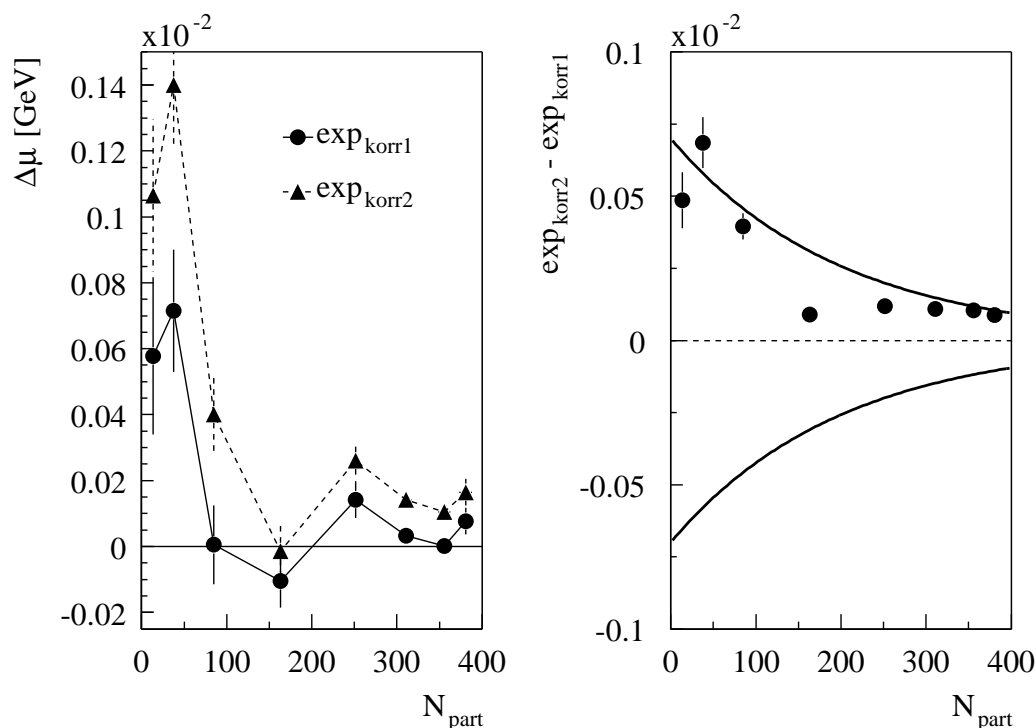 x10⁻²
Δμ [GeV]
0.14
0.12
0.1
0.08
0.06
0.04
0.02
0
-0.02
exp_korr1
exp_korr2
0 100 200 300 400
N_part
x10⁻²
exp_korr2 - exp_korr1
0.1
0.05
0
-0.05
-0.1
0 100 200 300 400
N_part